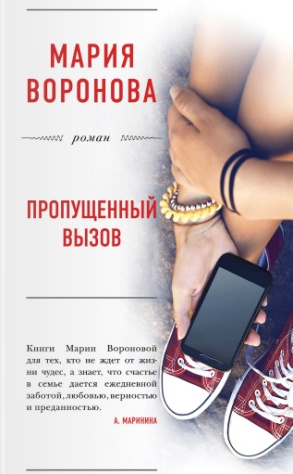 МАРИЯ
ВОРОНОВА
роман
ПРОПУЩЕННЫЙ
ВЫЗОВ
Книги Марии Вороновой
для тех, кто не ждет от жиз-
ни чудес, а знает, что счастье
в семье дается ежедневной
заботой, любовью, верностью
и преданностью.
А. МАРИНИНА